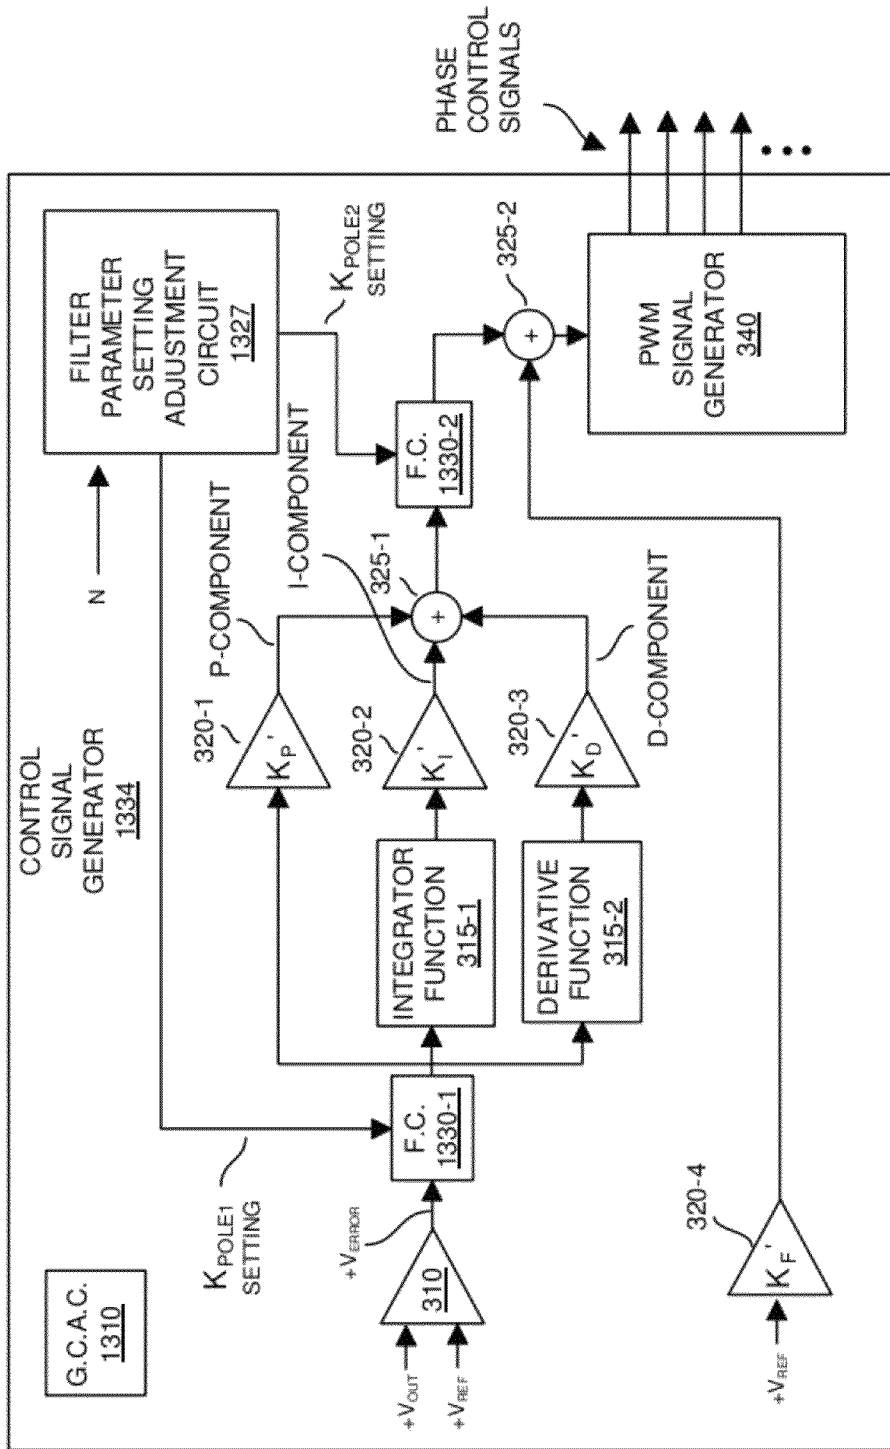 CONTROL
SIGNAL
GENERATOR
1334
G.C.A.C.
1310
K POLE1
SETTING
N
FILTER
PARAMETER
SETTING
ADJUSTMENT
CIRCUIT
1327
K POLE2
SETTING
+VOUT
+VREF
310
+VERROR
F.C.
1330-1
INTEGRATOR
FUNCTION
315-1
DERIVATIVE
FUNCTION
315-2
320-1
KP'
320-2
KI'
320-3
KD'
P-COMPONENT
I-COMPONENT
D-COMPONENT
325-1
+
F.C.
1330-2
325-2
+
+VREF
320-4
KF'
PWM
SIGNAL
GENERATOR
340
PHASE
CONTROL
SIGNALS